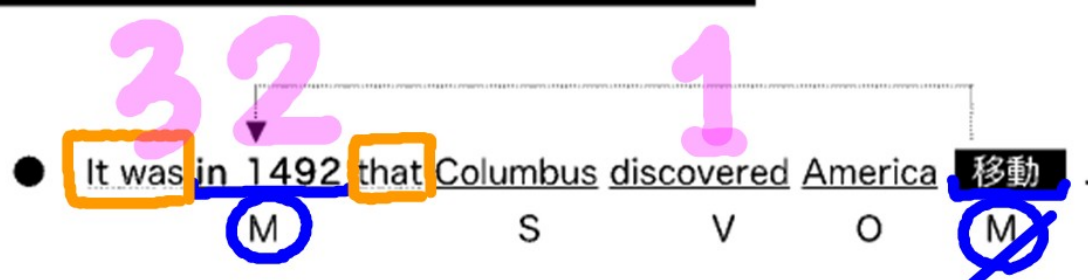 3 2 1
● It was in 1492 that Columbus discovered America 移動 .
M S V O M